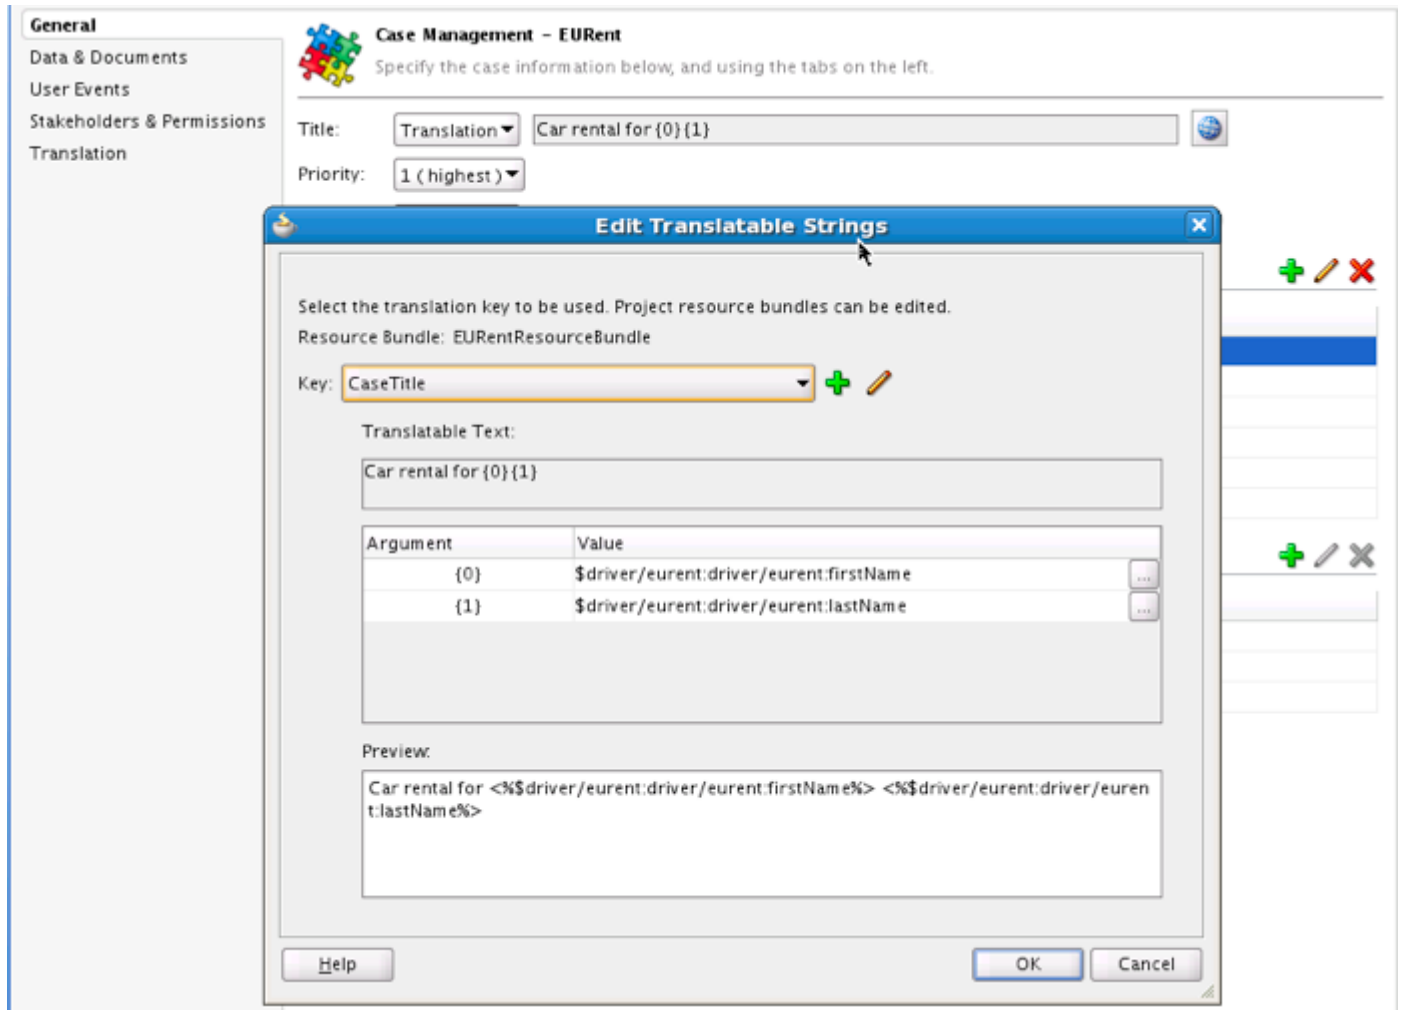 General
Data & Documents
User Events
Stakeholders & Permissions
Translation
Case Management – EURent
Specify the case information below, and using the tabs on the left.
Title: Translation Car rental for {0} {1}
Priority: 1 ( highest )
Edit Translatable Strings
Select the translation key to be used. Project resource bundles can be edited.
Resource Bundle: EURentResourceBundle
Key: CaseTitle
Translatable Text:
Car rental for {0} {1}
Argument Value
{0} $driver/eurent:driver/eurent:firstName ...
{1} $driver/eurent:driver/eurent:lastName ...
Preview:
Car rental for <%$driver/eurent:driver/eurent:firstName%> <%$driver/eurent:driver/euren
t:lastName%>
Help OK Cancel